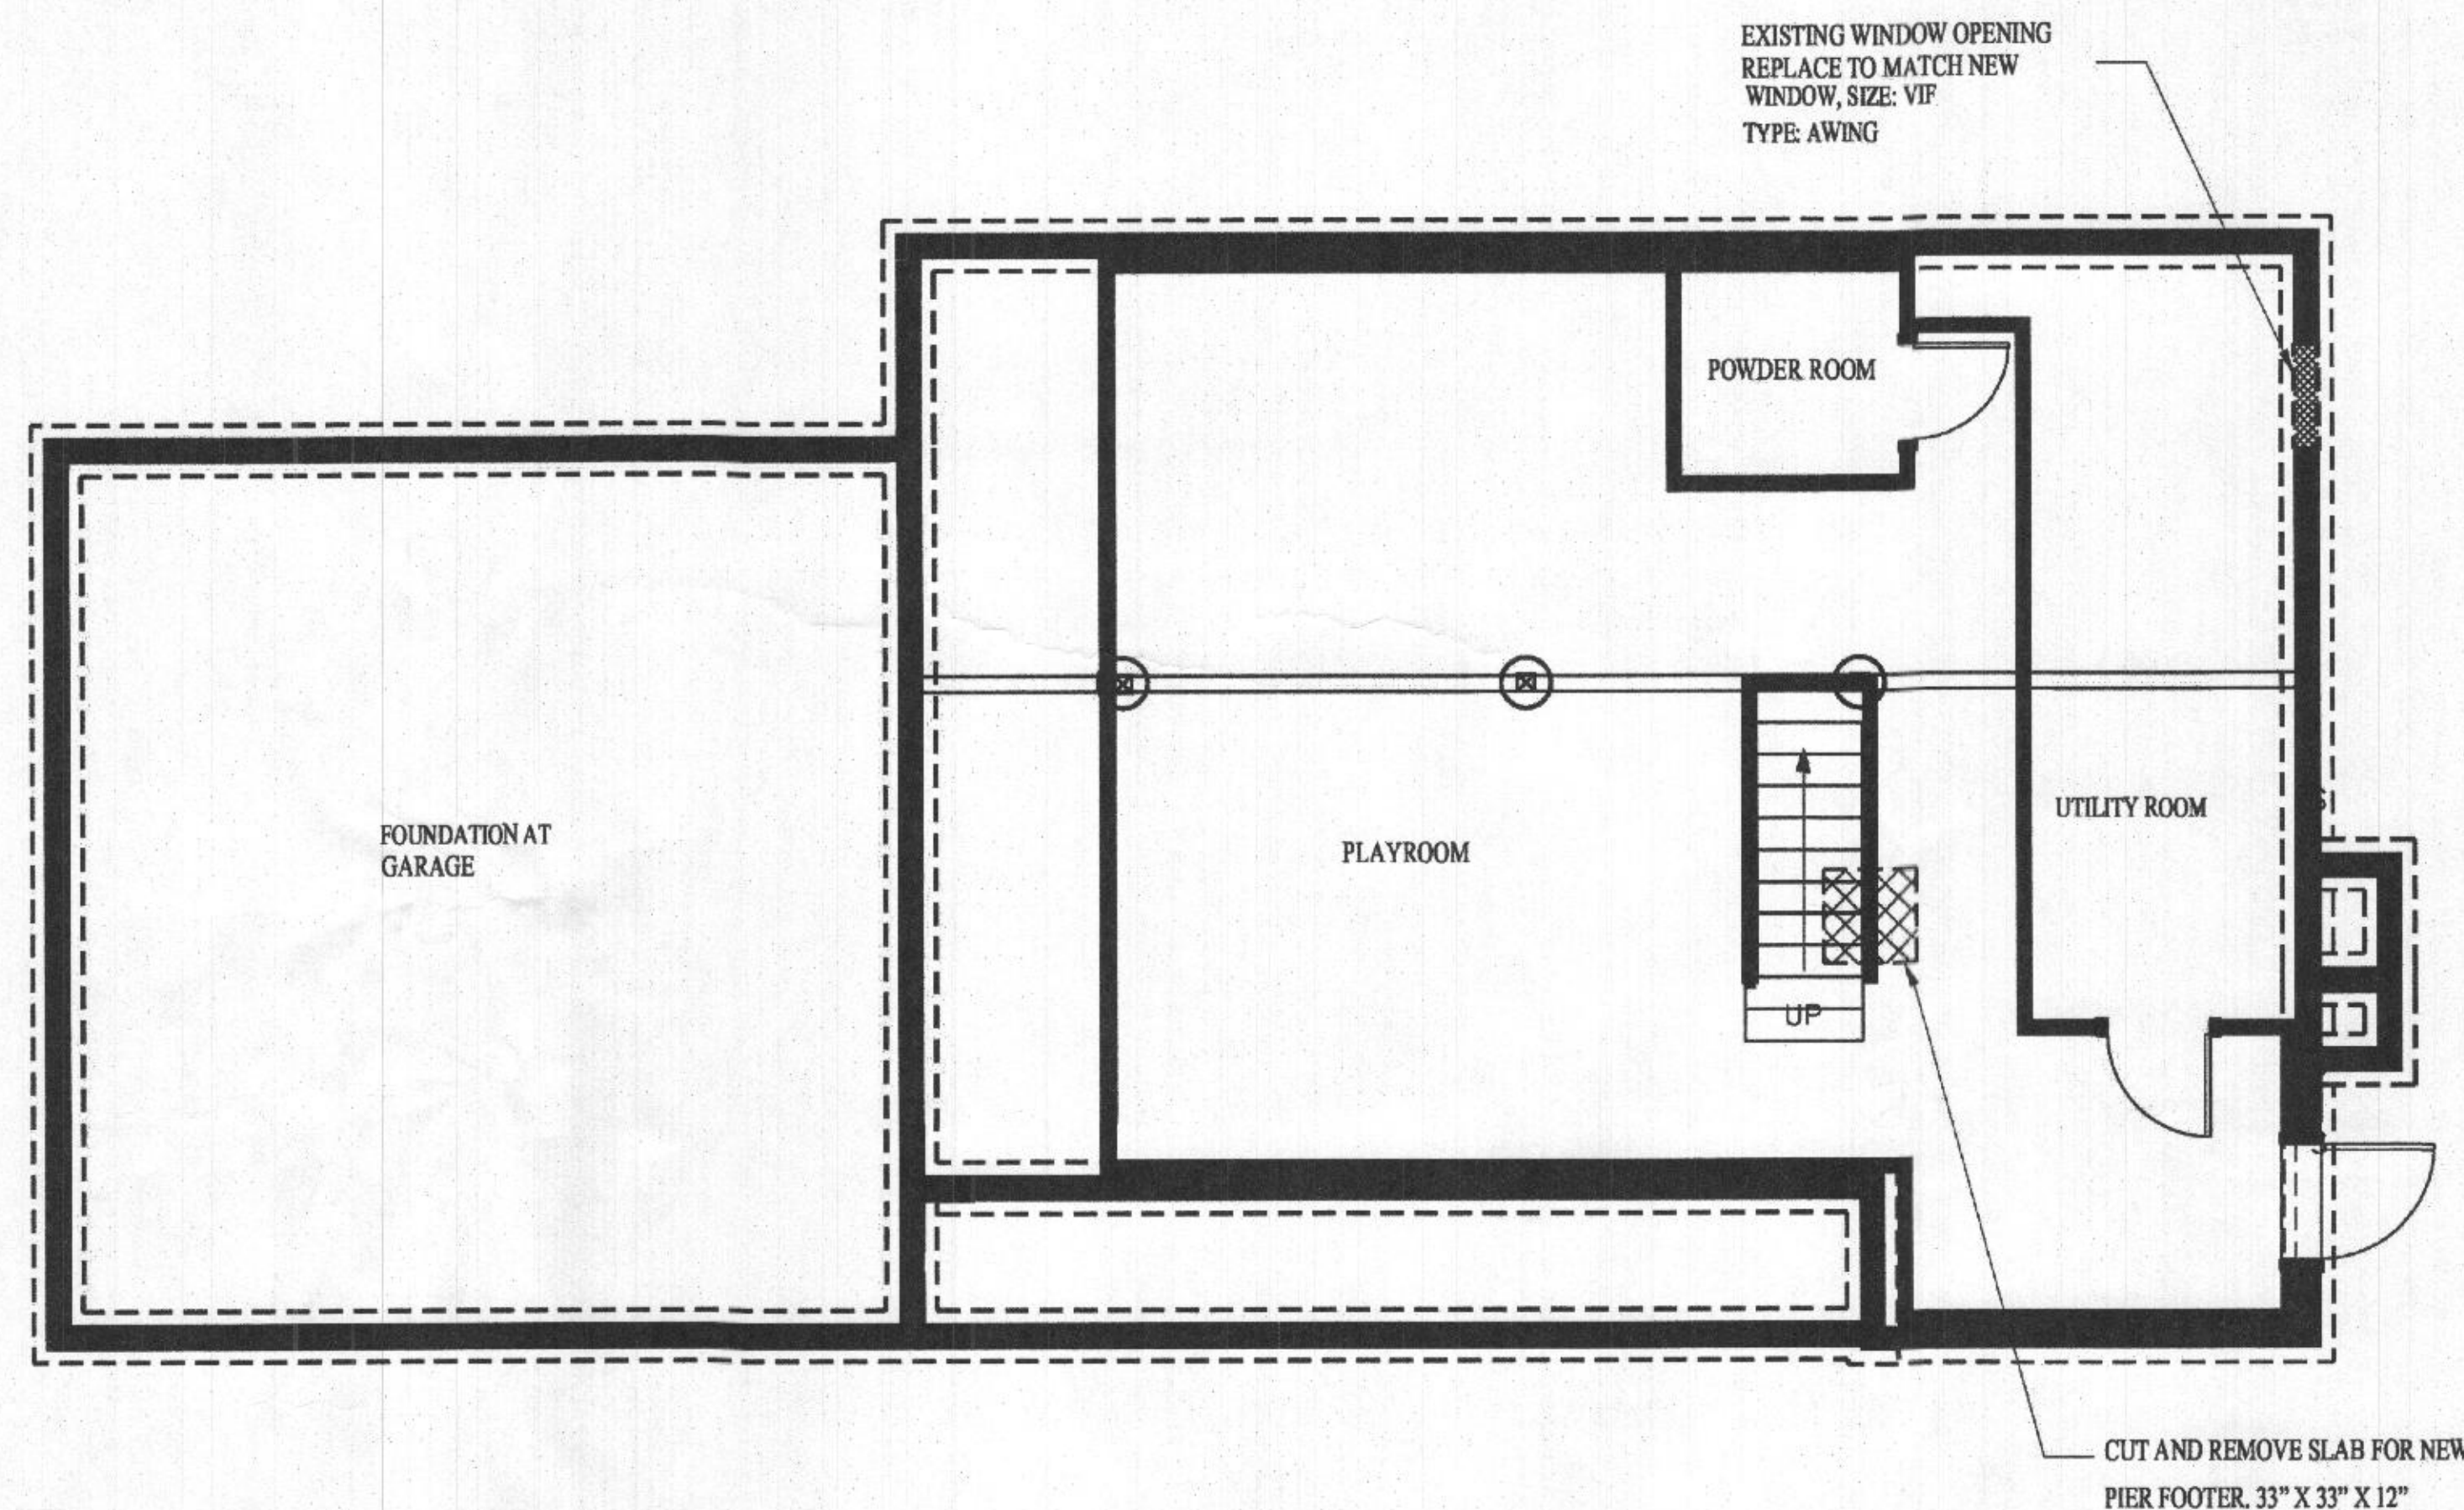 EXISTING WINDOW OPENING
REPLACE TO MATCH NEW
WINDOW, SIZE: VIF
TYPE: AWING
POWDER ROOM
UTILITY ROOM
FOUNDATION AT
GARAGE
PLAYROOM
UP
CUT AND REMOVE SLAB FOR NEW
PIER FOOTER. 33" X 33" X 12"